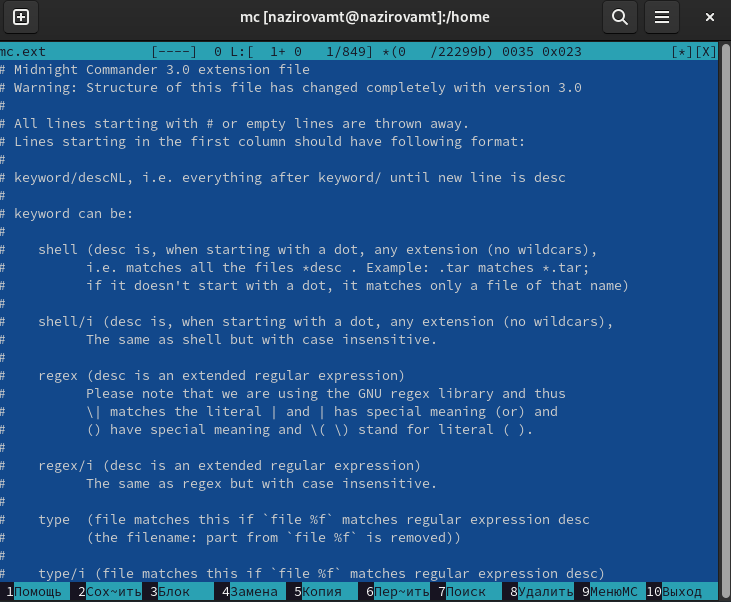 mc [nazirovamt@nazirovamt]:/home
mc.ext [----] 0 L:[ 1+ 0 1/849] *(0 /22299b) 0035 0x023 [*][X]
# Midnight Commander 3.0 extension file
# Warning: Structure of this file has changed completely with version 3.0
#
# All lines starting with # or empty lines are thrown away.
# Lines starting in the first column should have following format:
#
# keyword/descNL, i.e. everything after keyword/ until new line is desc
#
# keyword can be:
#
#    shell (desc is, when starting with a dot, any extension (no wildcars),
#          i.e. matches all the files *desc . Example: .tar matches *.tar;
#          if it doesn't start with a dot, it matches only a file of that name)
#
#    shell/i (desc is, when starting with a dot, any extension (no wildcars),
#          The same as shell but with case insensitive.
#
#    regex (desc is an extended regular expression)
#          Please note that we are using the GNU regex library and thus
#          \| matches the literal | and | has special meaning (or) and
#          () have special meaning and \( \) stand for literal ( ).
#
#    regex/i (desc is an extended regular expression)
#          The same as regex but with case insensitive.
#
#    type  (file matches this if `file %f` matches regular expression desc
#          (the filename: part from `file %f` is removed))
#
#    type/i (file matches this if `file %f` matches regular expression desc)
1Помощь 2Сох~ить 3Блок 4Замена 5Копия 6Пер~ить 7Поиск 8Удалить 9МенюMC 10Выход